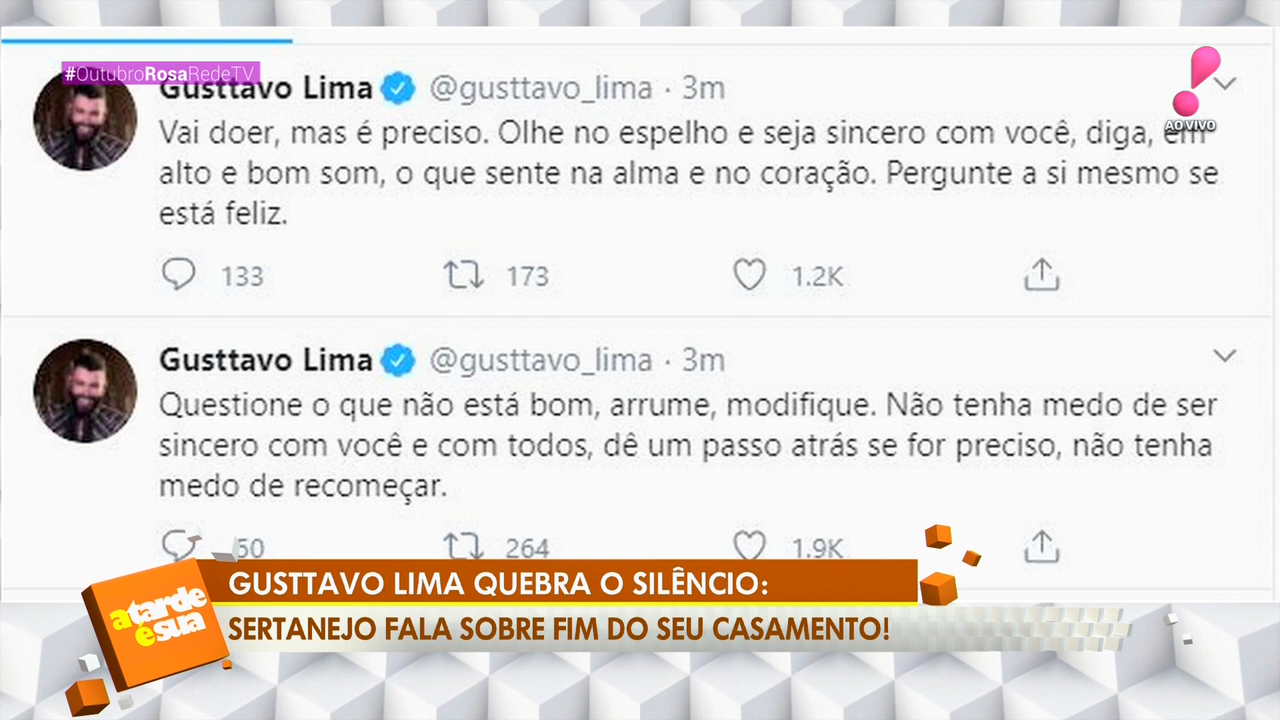 #OutubroRosaRedeTV
Gusttavo Lima @gusttavo_lima · 3m
AO VIVO
Vai doer, mas é preciso. Olhe no espelho e seja sincero com você, diga, em
alto e bom som, o que sente na alma e no coração. Pergunte a si mesmo se
está feliz.
133 173 1.2K
Gusttavo Lima @gusttavo_lima · 3m
Questione o que não está bom, arrume, modifique. Não tenha medo de ser
sincero com você e com todos, dê um passo atrás se for preciso, não tenha
medo de recomeçar.
264 1.9K
a tarde é sua
GUSTTAVO LIMA QUEBRA O SILÊNCIO:
SERTANEJO FALA SOBRE FIM DO SEU CASAMENTO!